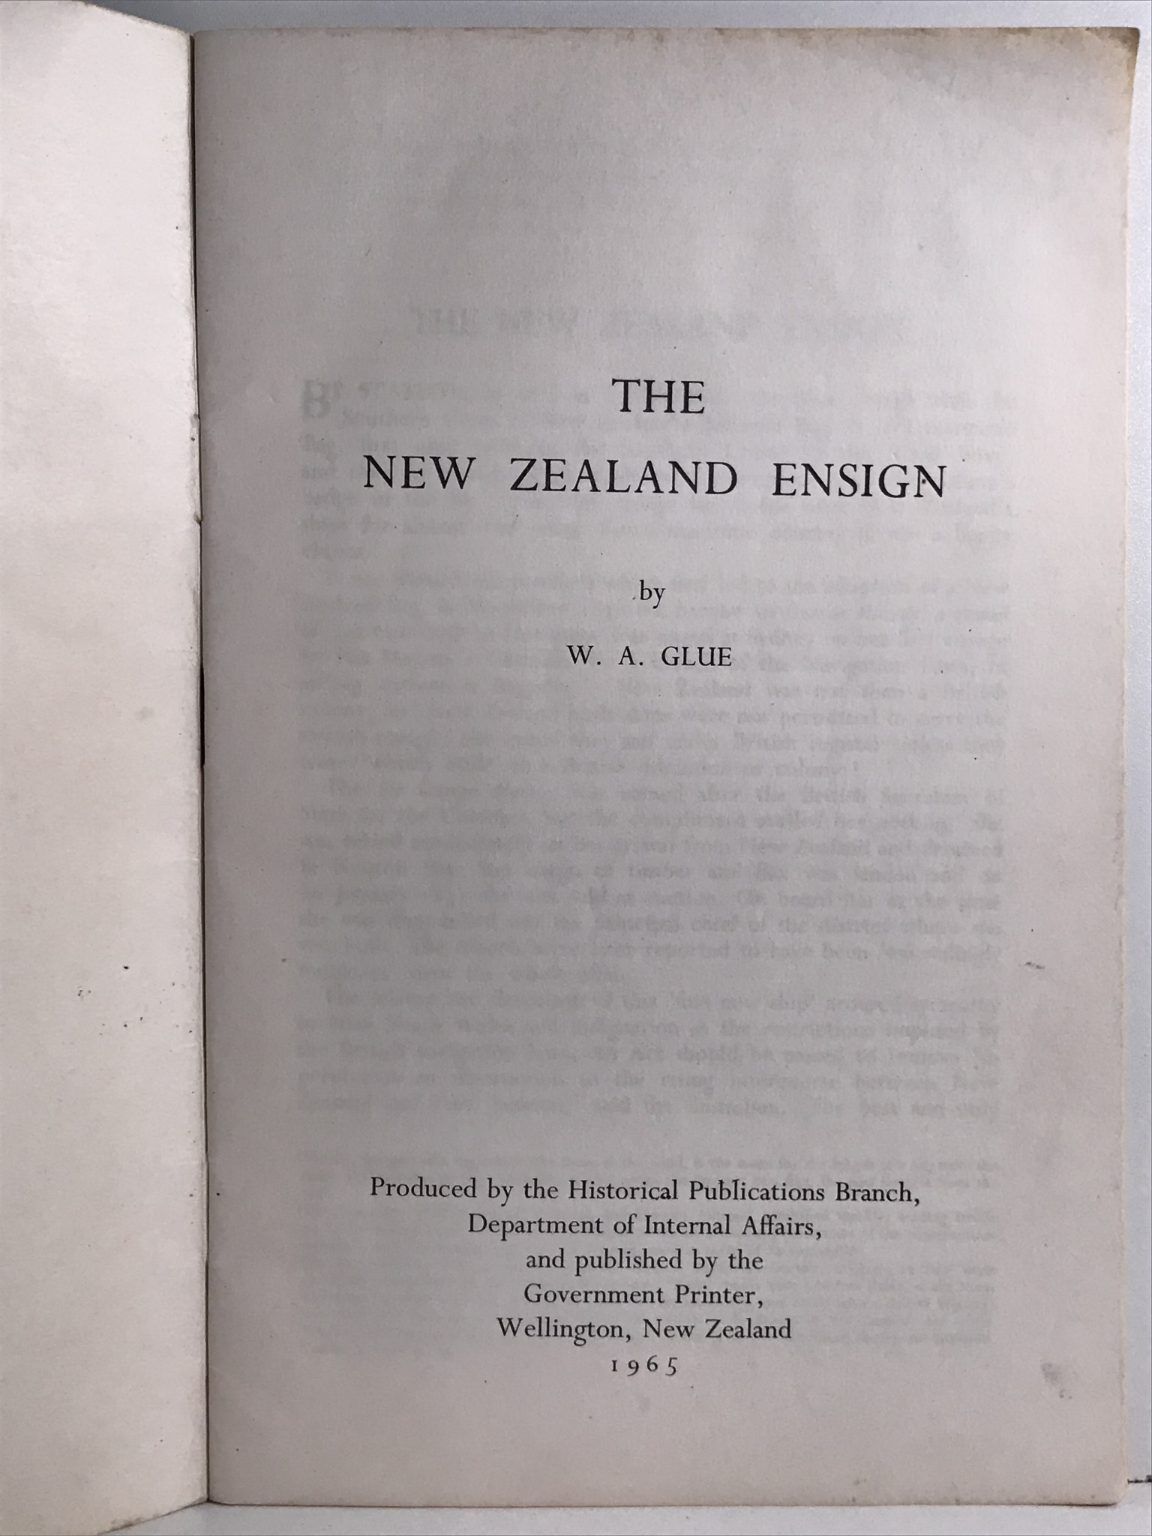 THE
NEW ZEALAND ENSIGN
by
W. A. GLUE
Produced by the Historical Publications Branch,
Department of Internal Affairs,
and published by the
Government Printer,
Wellington, New Zealand
1965